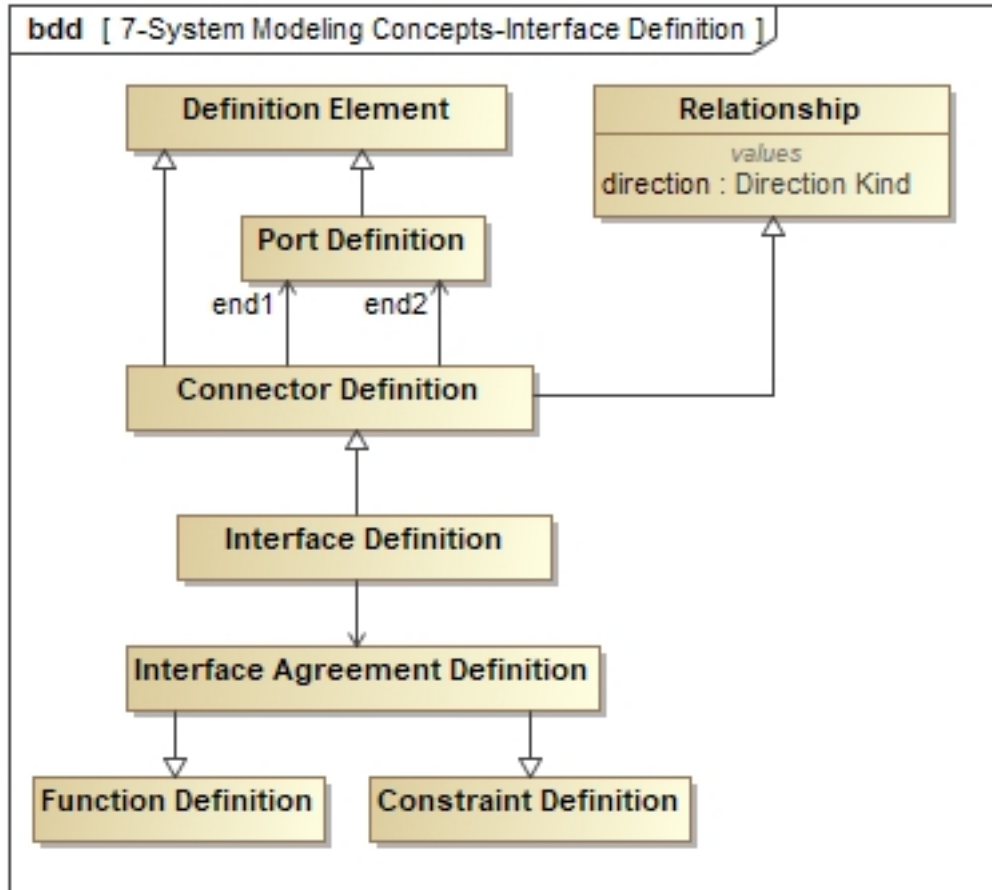 bdd [ 7-System Modeling Concepts-Interface Definition ]
Definition Element
Relationship
values
direction : Direction Kind
Port Definition
end1
end2
Connector Definition
Interface Definition
Interface Agreement Definition
Function Definition
Constraint Definition